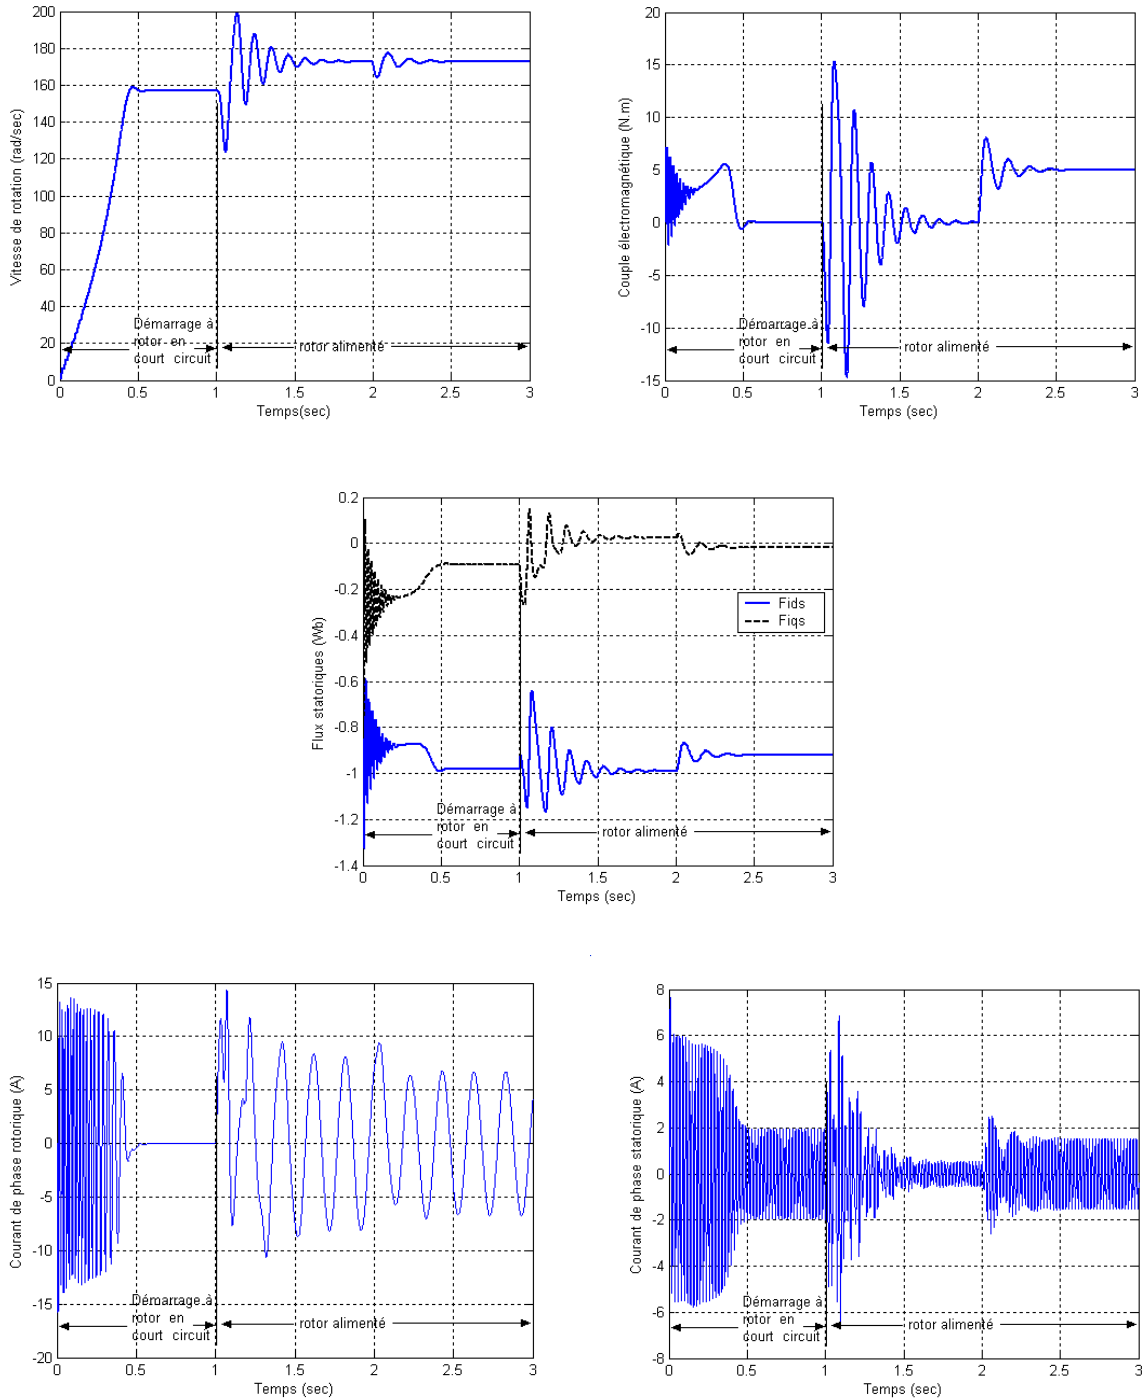 200
180
160
140
120
100
80
60
40
20
0
Vitesse de rotation (rad/sec)
Démarrage à
rotor en
court circuit
rotor alimenté
0
0.5
1
1.5
2
2.5
3
Temps(sec)
20
15
10
5
0
-5
-10
-15
Couple électromagnétique (N.m)
Démarrage à
rotor en
court circuit
rotor alimenté
0
0.5
1
1.5
2
2.5
3
Temps (sec)
0.2
0
-0.2
-0.4
-0.6
-0.8
-1
-1.2
-1.4
Flux statoriques (Wb)
Fids
Fiqs
Démarrage à
rotor en
court circuit
rotor alimenté
0
0.5
1
1.5
2
2.5
3
Temps (sec)
15
10
5
0
-5
-10
-15
-20
Courant de phase rotorique (A)
Démarrage à
rotor en
court circuit
rotor alimenté
0
0.5
1
1.5
2
2.5
3
Temps (sec)
8
6
4
2
0
-2
-4
-6
-8
Courant de phase statorique (A)
Démarrage à
rotor en
court circuit
rotor alimenté
0
0.5
1
1.5
2
2.5
3
Temps (sec)